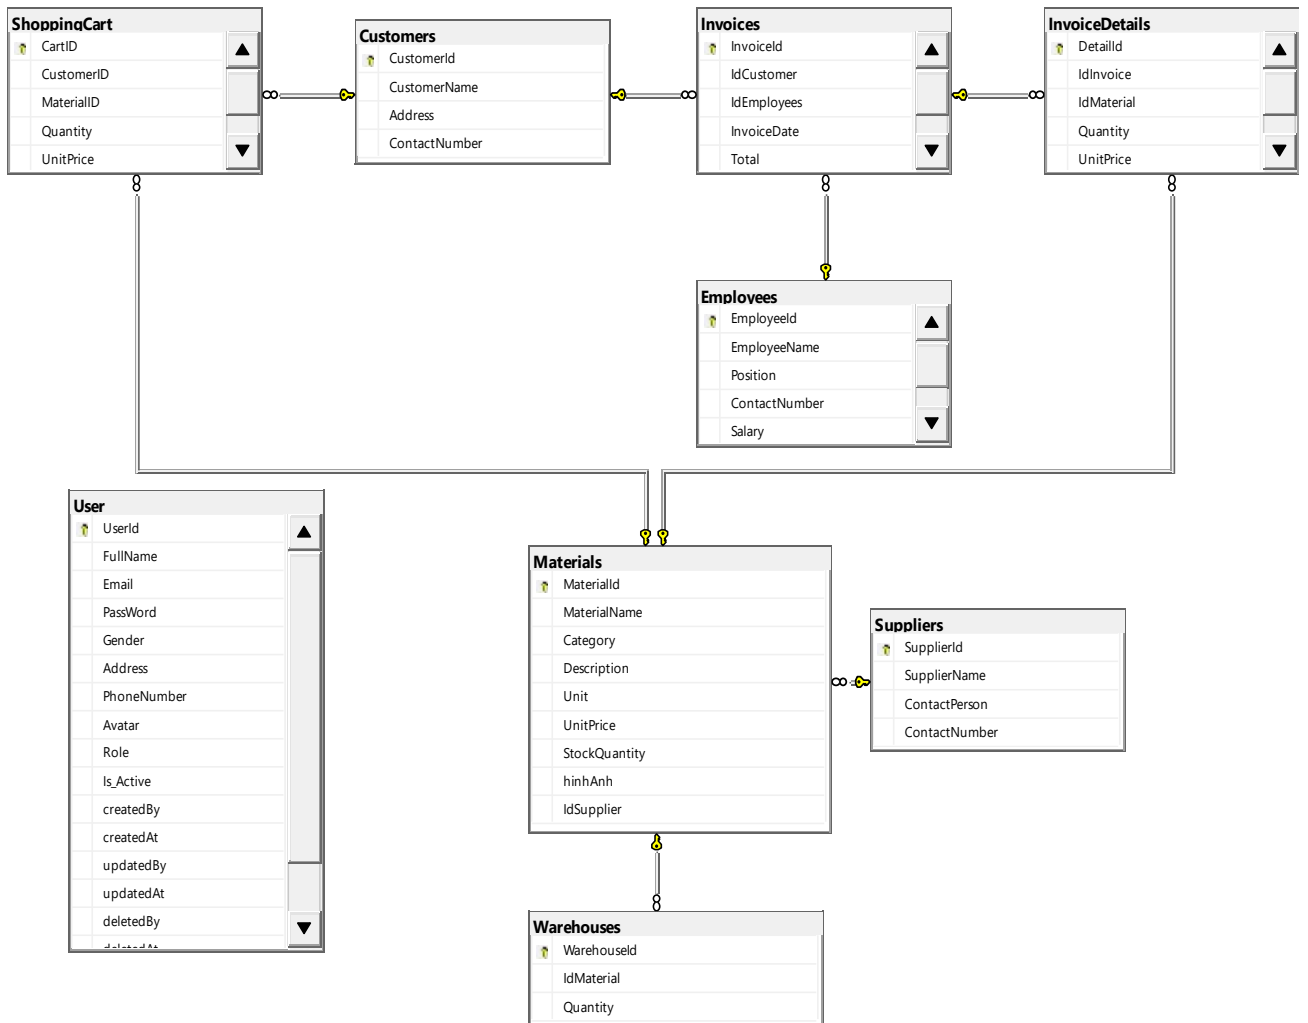 ShoppingCart
CartID
CustomerID
MaterialID
Quantity
UnitPrice
Customers
CustomerId
CustomerName
Address
ContactNumber
Invoices
InvoiceId
IdCustomer
IdEmployees
InvoiceDate
Total
InvoiceDetails
DetailId
IdInvoice
IdMaterial
Quantity
UnitPrice
Employees
EmployeeId
EmployeeName
Position
ContactNumber
Salary
User
UserId
FullName
Email
PassWord
Gender
Address
PhoneNumber
Avatar
Role
Is_Active
createdBy
createdAt
updatedBy
updatedAt
deletedBy
deletedAt
Materials
MaterialId
MaterialName
Category
Description
Unit
UnitPrice
StockQuantity
hinhAnh
IdSupplier
Suppliers
SupplierId
SupplierName
ContactPerson
ContactNumber
Warehouses
WarehouseId
IdMaterial
Quantity